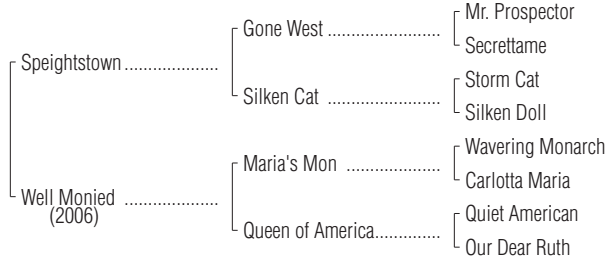 Mr. Prospector
Gone West ......................
Secrettame
Speightstown ...................
Storm Cat
Silken Cat ......................
Silken Doll
Wavering Monarch
Maria's Mon ..................
Carlotta Maria
Well Monied ...................
(2006)
Quiet American
Queen of America.............
Our Dear Ruth